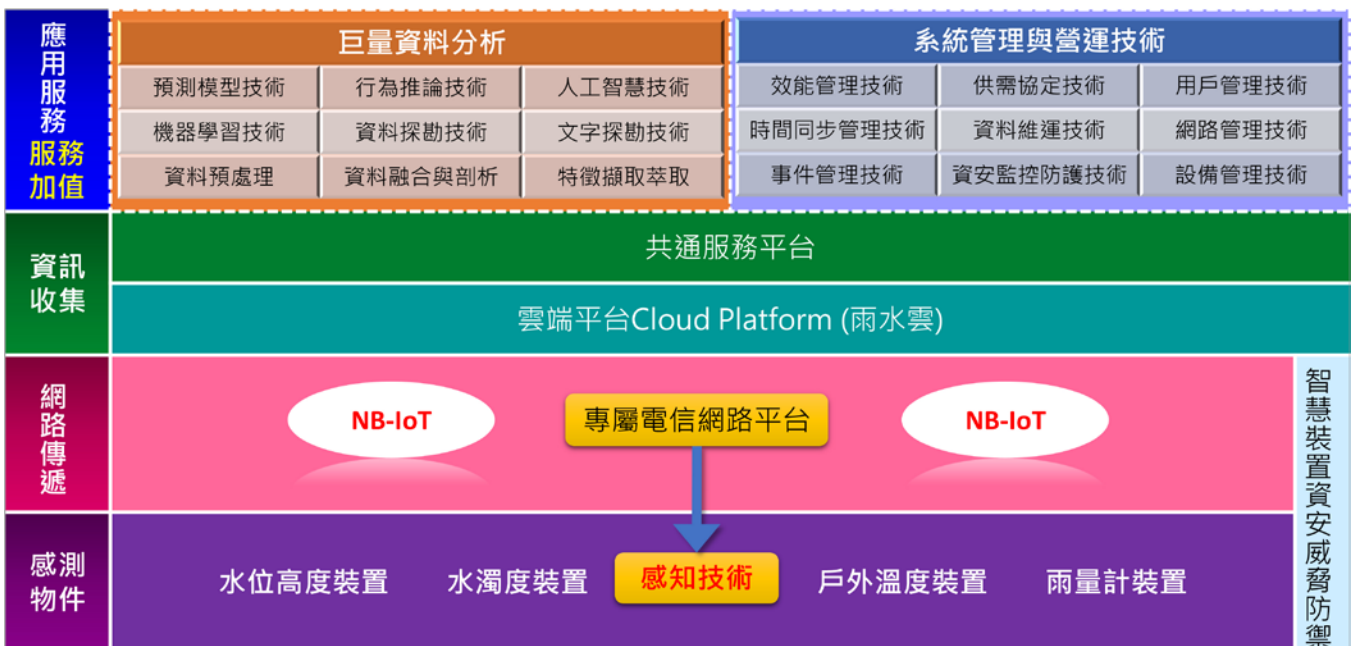 應用服務
服務
加值
巨量資料分析
預測模型技術 行為推論技術 人工智慧技術
機器學習技術 資料探勘技術 文字探勘技術
資料預處理 資料融合與剖析 特徵擷取萃取
系統管理與營運技術
效能管理技術 供需協定技術 用戶管理技術
時間同步管理技術 資料維運技術 網路管理技術
事件管理技術 資安監控防護技術 設備管理技術
資訊
收集
共通服務平台
雲端平台Cloud Platform (雨水雲)
網路傳遞
NB-IoT 專屬電信網路平台 NB-IoT
感測
物件
水位高度裝置 水濁度裝置 感知技術 戶外溫度裝置 雨量計裝置
智慧裝置資安威脅防禦